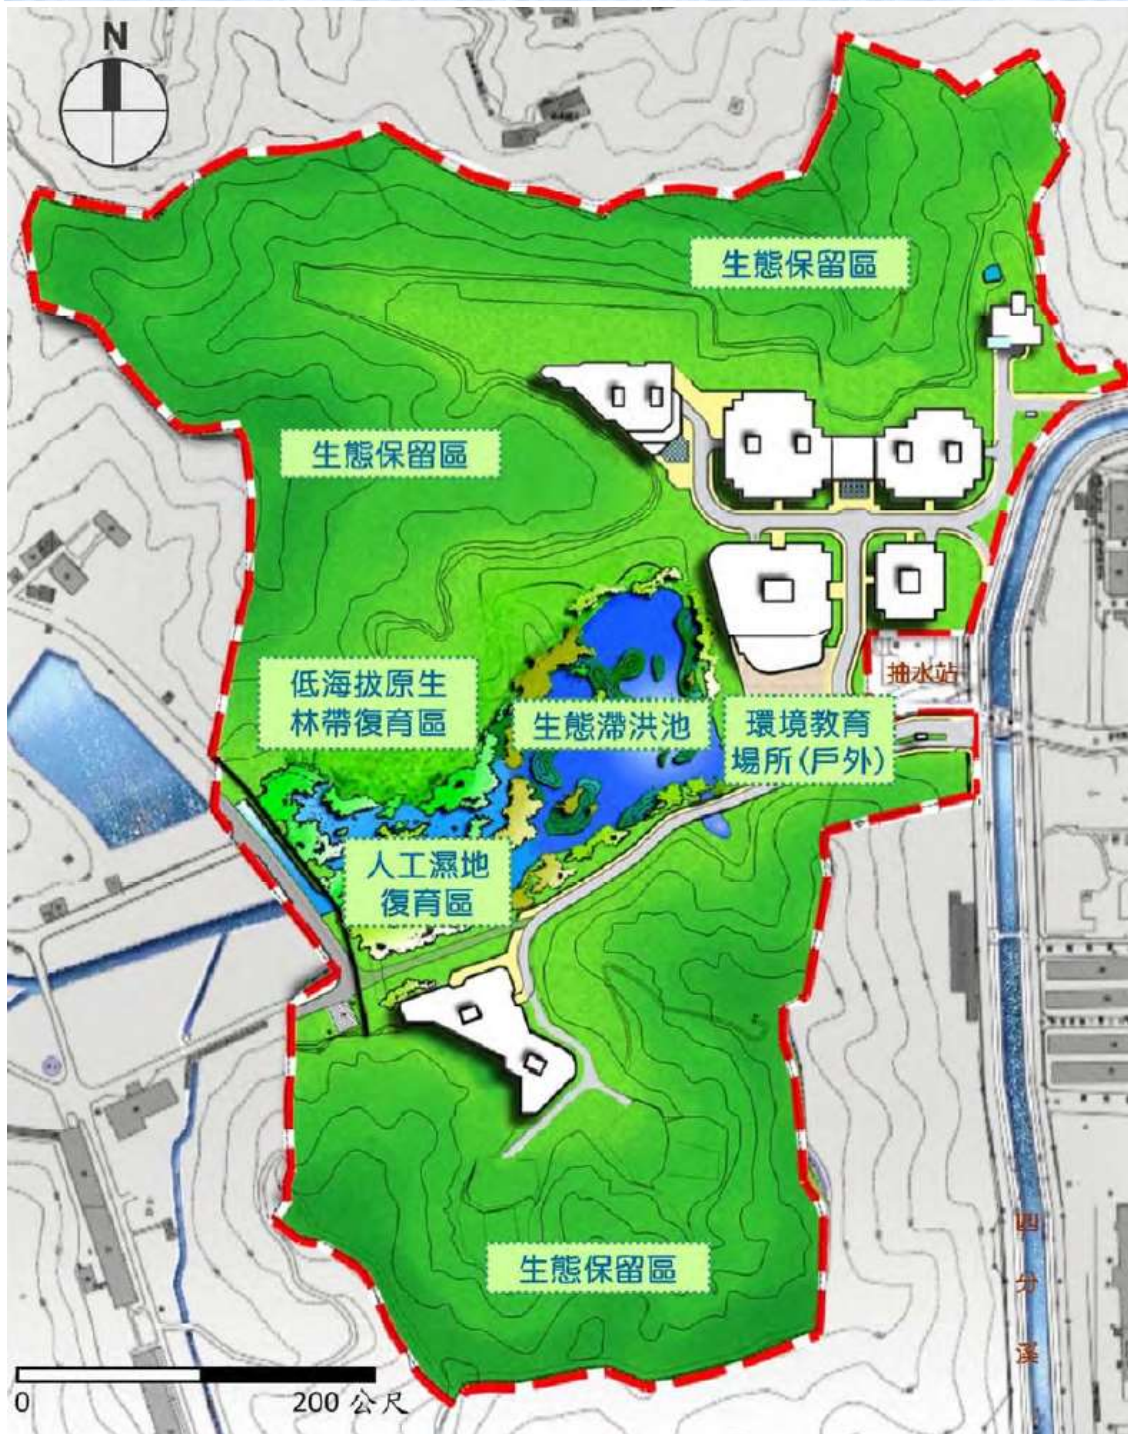 N
生態保留區
生態保留區
低海拔原生
林帶復育區
生態滯洪池
抽水站
環境教育
場所(戶外)
人工濕地
復育區
生態保留區
四
分
溪
0
200 公尺